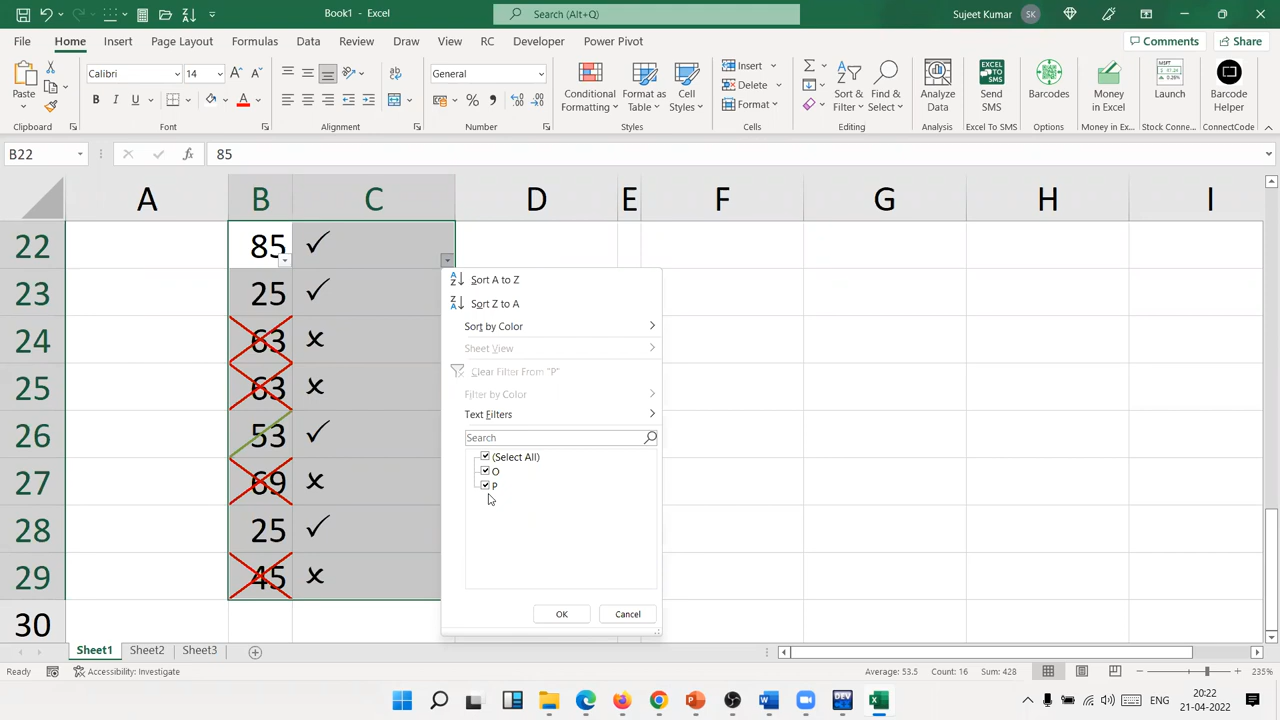 Book1 - Excel
Search (Alt+Q)
Sujeet Kumar
SK
File Home Insert Page Layout Formulas Data Review View Draw RC Developer Power Pivot
Comments
Share
Paste
Clipboard
Calibri
14
B I U
Font
Alignment
General
Number
Conditional Formatting
Format as Table
Cell Styles
Styles
Insert
Delete
Format
Cells
Sort & Filter
Find & Select
Editing
Analyze Data
Analysis
Send SMS
Excel To SMS
Barcodes
Options
Money in Excel
Money in Ex...
Launch
Stock Conne...
Barcode Helper
ConnectCode
B22
fx
85
A B C D E F G H I
22 85 ✓
23 25 ✓
24 63 ✗
25 63 ✗
26 53 ✓
27 69 ✗
28 25 ✓
29 45 ✗
30
Sort A to Z
Sort Z to A
Sort by Color
Sheet View
Clear Filter From "P"
Filter by Color
Text Filters
Search
(Select All)
O
P
OK
Cancel
Sheet1 Sheet2 Sheet3
Ready
Accessibility: Investigate
Average: 53.5 Count: 16 Sum: 428
235%
ENG
20:22
21-04-2022